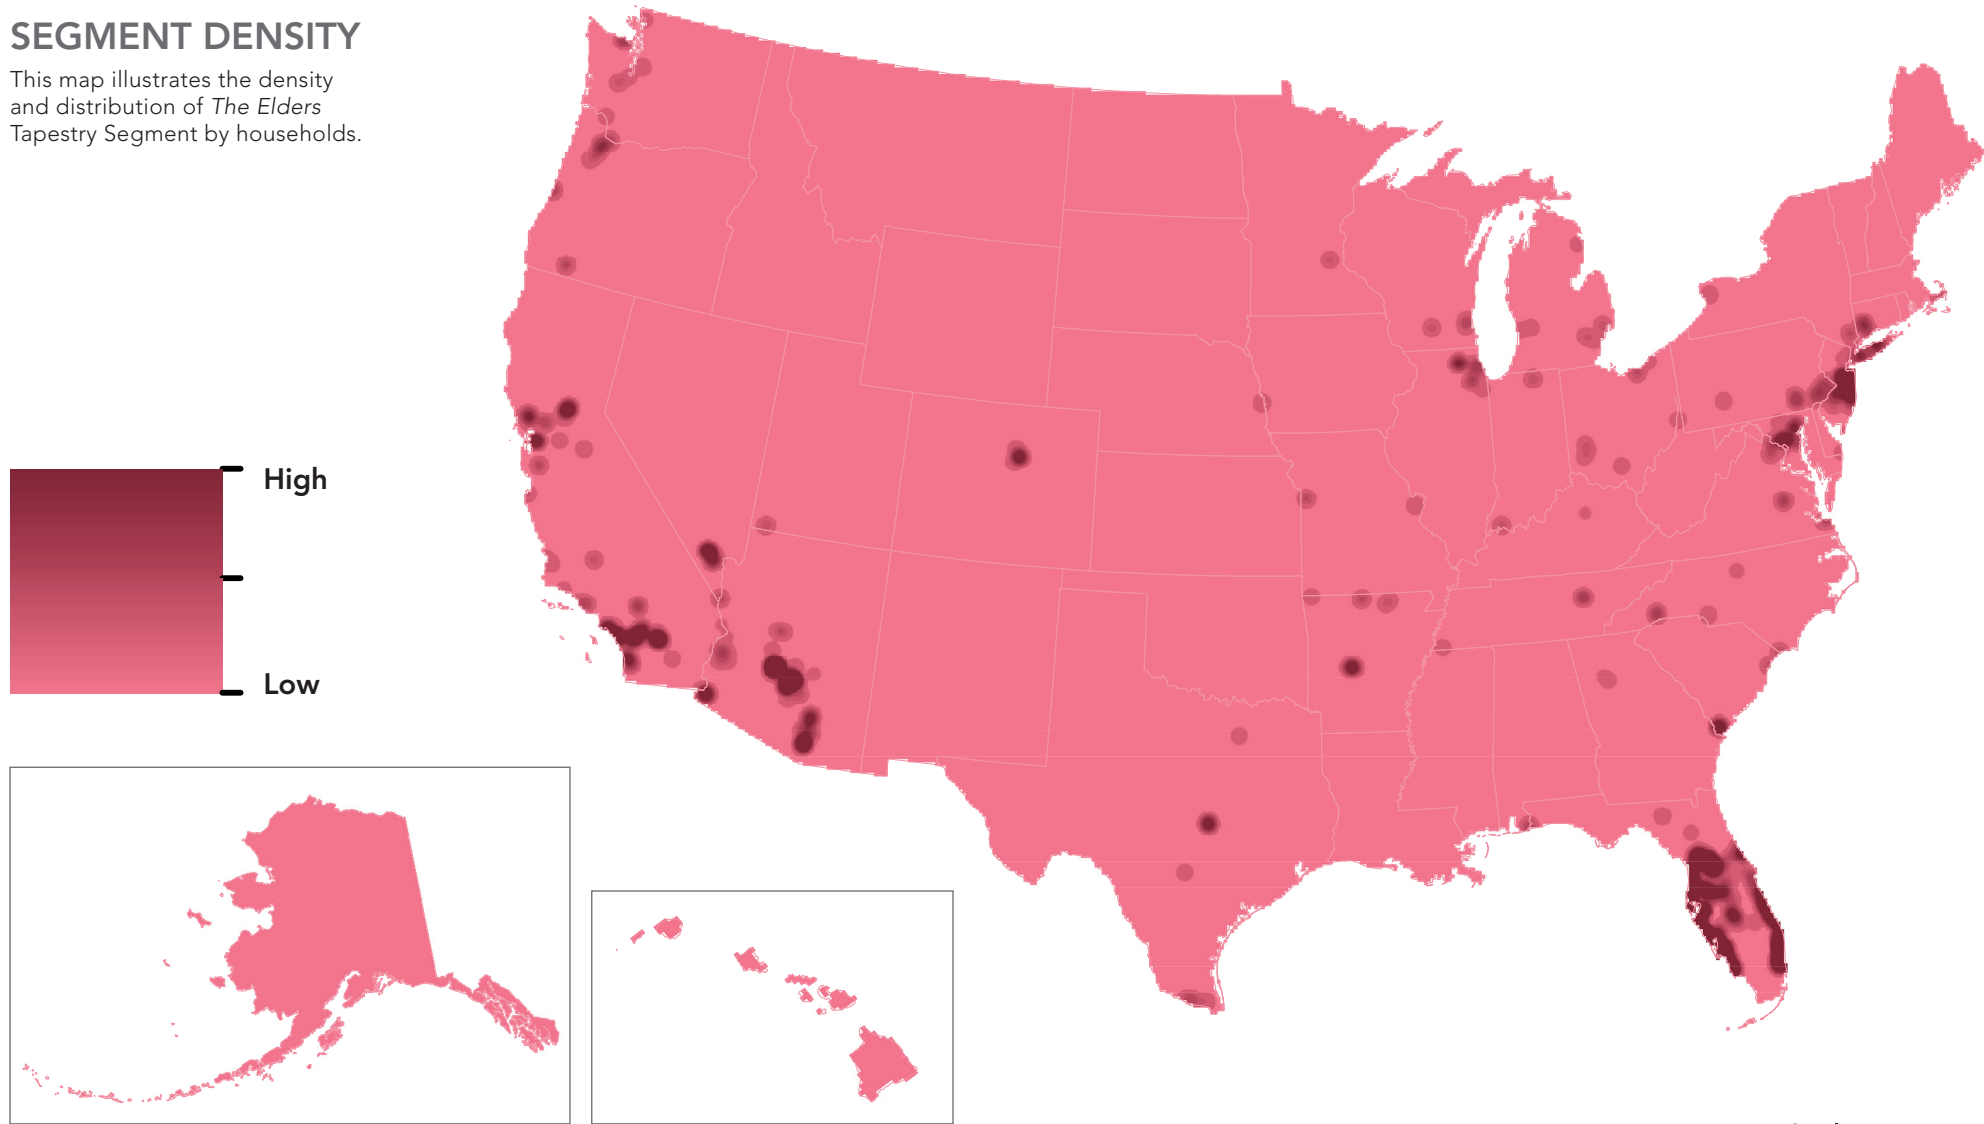 SEGMENT DENSITY
This map illustrates the density
and distribution of The Elders
Tapestry Segment by households.
High
Low